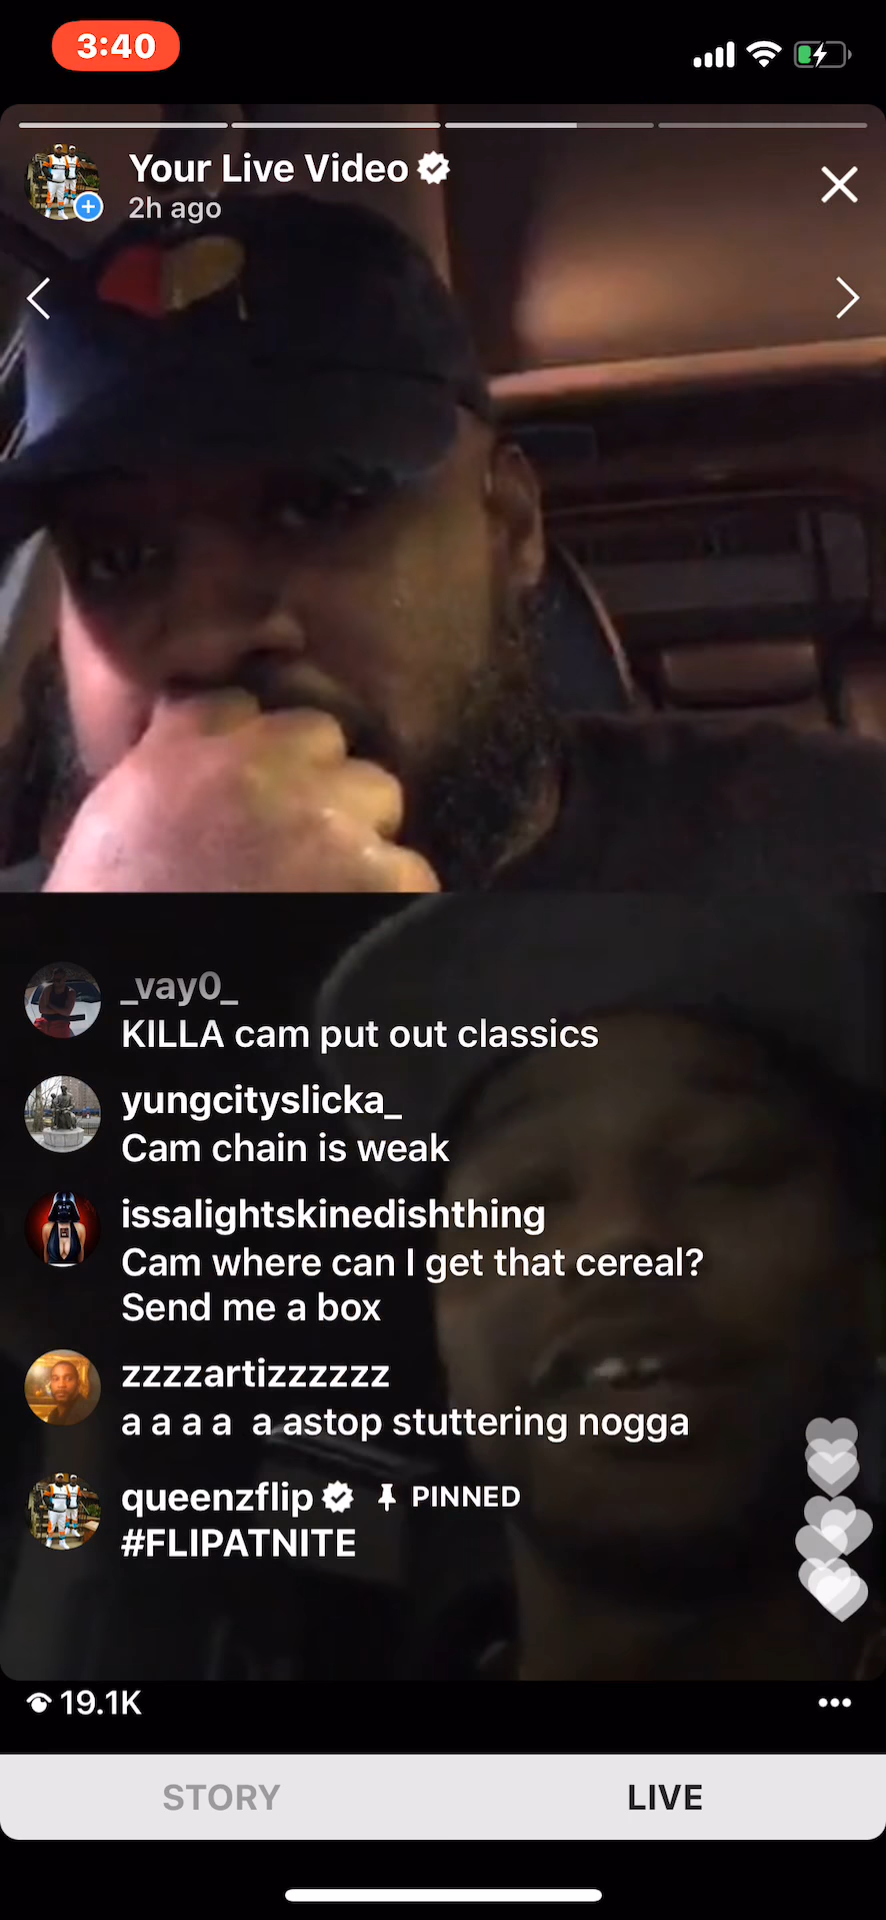 3:40
Your Live Video
2h ago
_vay0_
KILLA cam put out classics
yungcityslicka_
Cam chain is weak
issalightskinedishthing
Cam where can I get that cereal?
Send me a box
zzzzartizzzzzz
a a a a  a astop stuttering nogga
queenzflip PINNED
#FLIPATNITE
19.1K
STORY LIVE